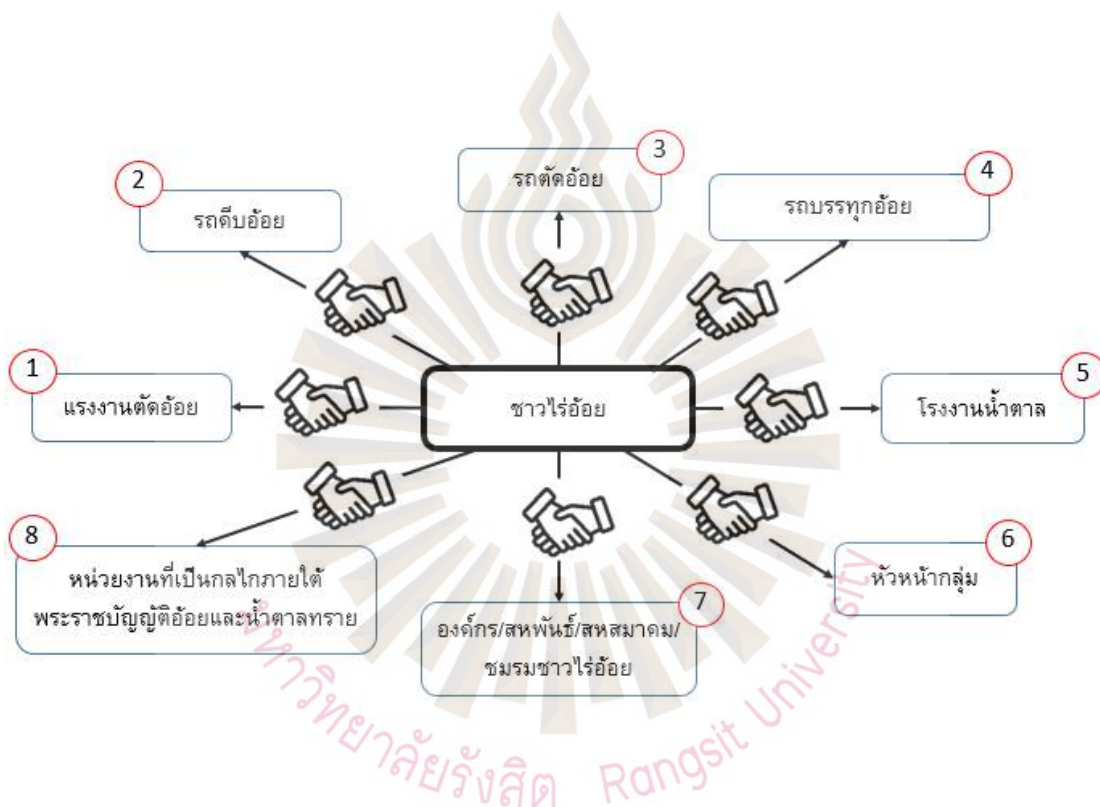 3
รถตัดอ้อย
2
รถคีบอ้อย
4
รถบรรทุกอ้อย
1
แรงงานตัดอ้อย
ชาวไร่อ้อย
5
โรงงานน้ำตาล
8
หน่วยงานที่เป็นกลไกภายใต้
พระราชบัญญัติอ้อยและน้ำตาลทราย
6
หัวหน้ากลุ่ม
7
องค์กร/สหพันธ์/สหสมาคม/
ชมรมชาวไร่อ้อย
มหาวิทยาลัยรังสิต Rangsit University